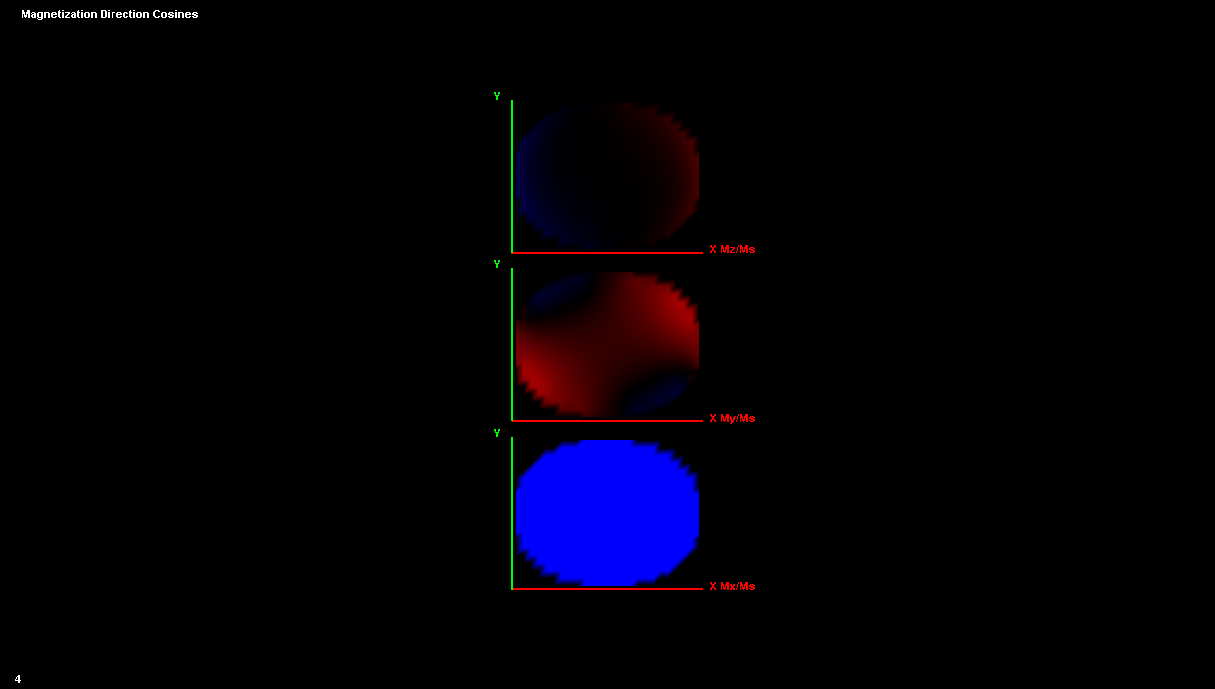 Magnetization Direction Cosines
Y
X Mz/Ms
Y
X My/Ms
Y
X Mx/Ms
4